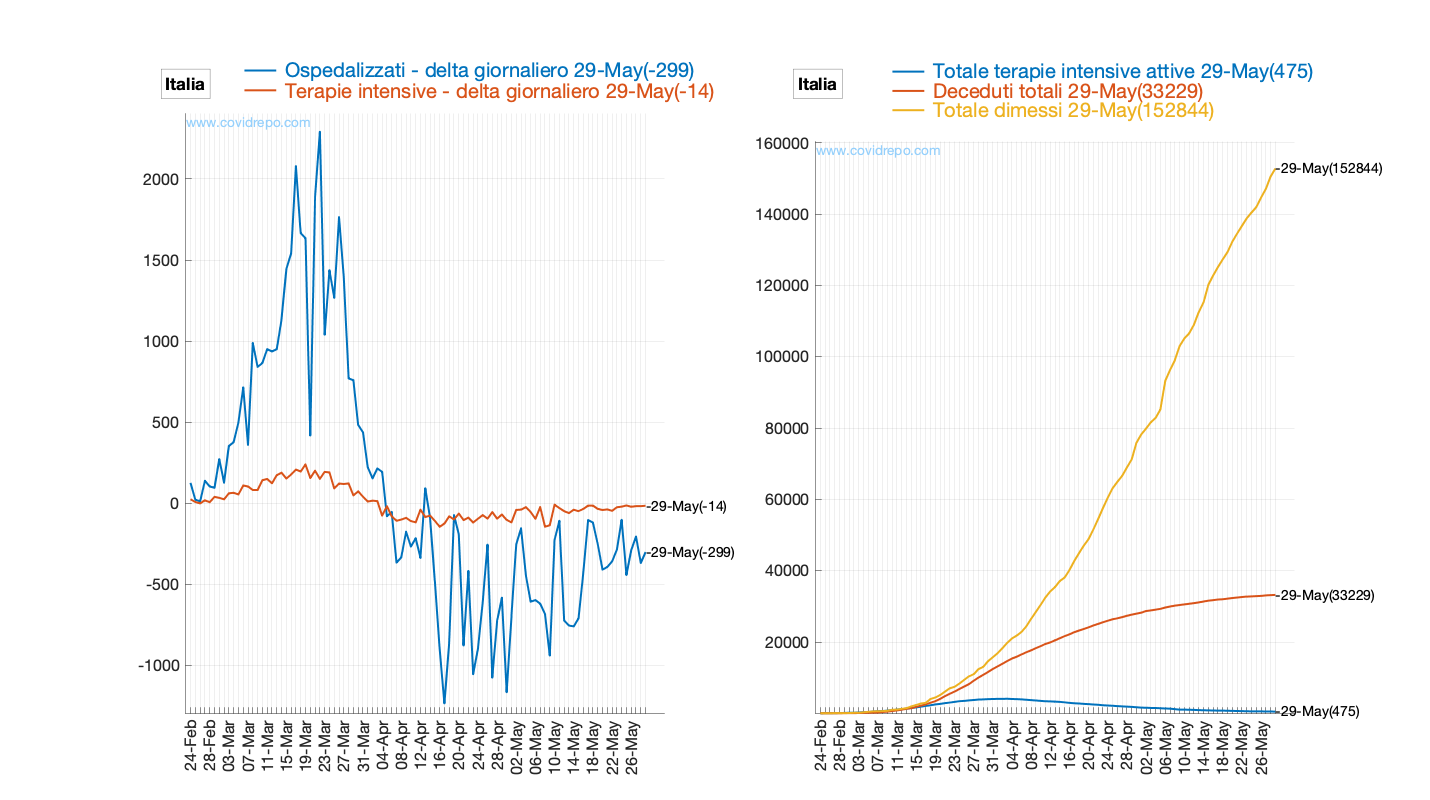 Italia
Ospedalizzati - delta giornaliero 29-May(-299)
Terapie intensive - delta giornaliero 29-May(-14)
www.covidrepo.com
2000
1500
1000
500
0
-500
-1000
-29-May(-14)
-29-May(-299)
24-Feb
28-Feb
03-Mar
07-Mar
11-Mar
15-Mar
19-Mar
23-Mar
27-Mar
31-Mar
04-Apr
08-Apr
12-Apr
16-Apr
20-Apr
24-Apr
28-Apr
02-May
06-May
10-May
14-May
18-May
22-May
26-May
Italia
Totale terapie intensive attive 29-May(475)
Deceduti totali 29-May(33229)
Totale dimessi 29-May(152844)
www.covidrepo.com
160000
140000
120000
100000
80000
60000
40000
20000
-29-May(152844)
-29-May(33229)
-29-May(475)
24-Feb
28-Feb
03-Mar
07-Mar
11-Mar
15-Mar
19-Mar
23-Mar
27-Mar
31-Mar
04-Apr
08-Apr
12-Apr
16-Apr
20-Apr
24-Apr
28-Apr
02-May
06-May
10-May
14-May
18-May
22-May
26-May